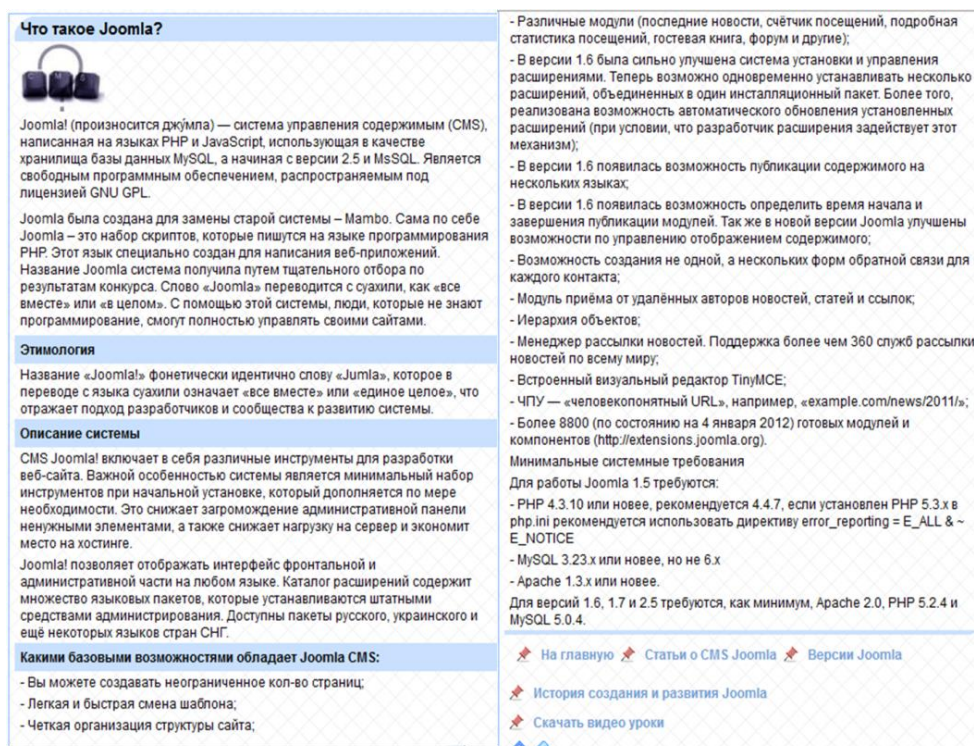 Что такое Joomla?
C M S
Joomla! (произносится джу́мла) — система управления содержимым (CMS),
написанная на языках PHP и JavaScript, использующая в качестве
хранилища базы данных MySQL, а начиная с версии 2.5 и MsSQL. Является
свободным программным обеспечением, распространяемым под
лицензией GNU GPL.
Joomla была создана для замены старой системы – Mambo. Сама по себе
Joomla – это набор скриптов, которые пишутся на языке программирования
PHP. Этот язык специально создан для написания веб-приложений.
Название Joomla система получила путем тщательного отбора по
результатам конкурса. Слово «Joomla» переводится с суахили, как «все
вместе» или «в целом». С помощью этой системы, люди, которые не знают
программирование, смогут полностью управлять своими сайтами.
Этимология
Название «Joomla!» фонетически идентично слову «Jumla», которое в
переводе с языка суахили означает «все вместе» или «единое целое», что
отражает подход разработчиков и сообщества к развитию системы.
Описание системы
CMS Joomla! включает в себя различные инструменты для разработки
веб-сайта. Важной особенностью системы является минимальный набор
инструментов при начальной установке, который дополняется по мере
необходимости. Это снижает загромождение административной панели
ненужными элементами, а также снижает нагрузку на сервер и экономит
место на хостинге.
Joomla! позволяет отображать интерфейс фронтальной и
административной части на любом языке. Каталог расширений содержит
множество языковых пакетов, которые устанавливаются штатными
средствами администрирования. Доступны пакеты русского, украинского и
ещё некоторых языков стран СНГ.
Какими базовыми возможностями обладает Joomla CMS:
- Вы можете создавать неограниченное кол-во страниц;
- Легкая и быстрая смена шаблона;
- Четкая организация структуры сайта;
- Различные модули (последние новости, счётчик посещений, подробная
статистика посещений, гостевая книга, форум и другие);
- В версии 1.6 была сильно улучшена система установки и управления
расширениями. Теперь возможно одновременно устанавливать несколько
расширений, объединенных в один инсталляционный пакет. Более того,
реализована возможность автоматического обновления установленных
расширений (при условии, что разработчик расширения задействует этот
механизм);
- В версии 1.6 появилась возможность публикации содержимого на
нескольких языках;
- В версии 1.6 появилась возможность определить время начала и
завершения публикации модулей. Так же в новой версии Joomla улучшены
возможности по управлению отображением содержимого;
- Возможность создания не одной, а нескольких форм обратной связи для
каждого контакта;
- Модуль приёма от удалённых авторов новостей, статей и ссылок;
- Иерархия объектов;
- Менеджер рассылки новостей. Поддержка более чем 360 служб рассылки
новостей по всему миру;
- Встроенный визуальный редактор TinyMCE;
- ЧПУ — «человекопонятный URL», например, «example.com/news/2011/»;
- Более 8800 (по состоянию на 4 января 2012) готовых модулей и
компонентов (http://extensions.joomla.org).
Минимальные системные требования
Для работы Joomla 1.5 требуются:
- PHP 4.3.10 или новее, рекомендуется 4.4.7, если установлен PHP 5.3.x в
php.ini рекомендуется использовать директиву error_reporting = E_ALL & ~
E_NOTICE
- MySQL 3.23.x или новее, но не 6.x
- Apache 1.3.x или новее.
Для версий 1.6, 1.7 и 2.5 требуются, как минимум, Apache 2.0, PHP 5.2.4 и
MySQL 5.0.4.
На главную Статьи о CMS Joomla Версии Joomla
История создания и развития Joomla
Скачать видео уроки